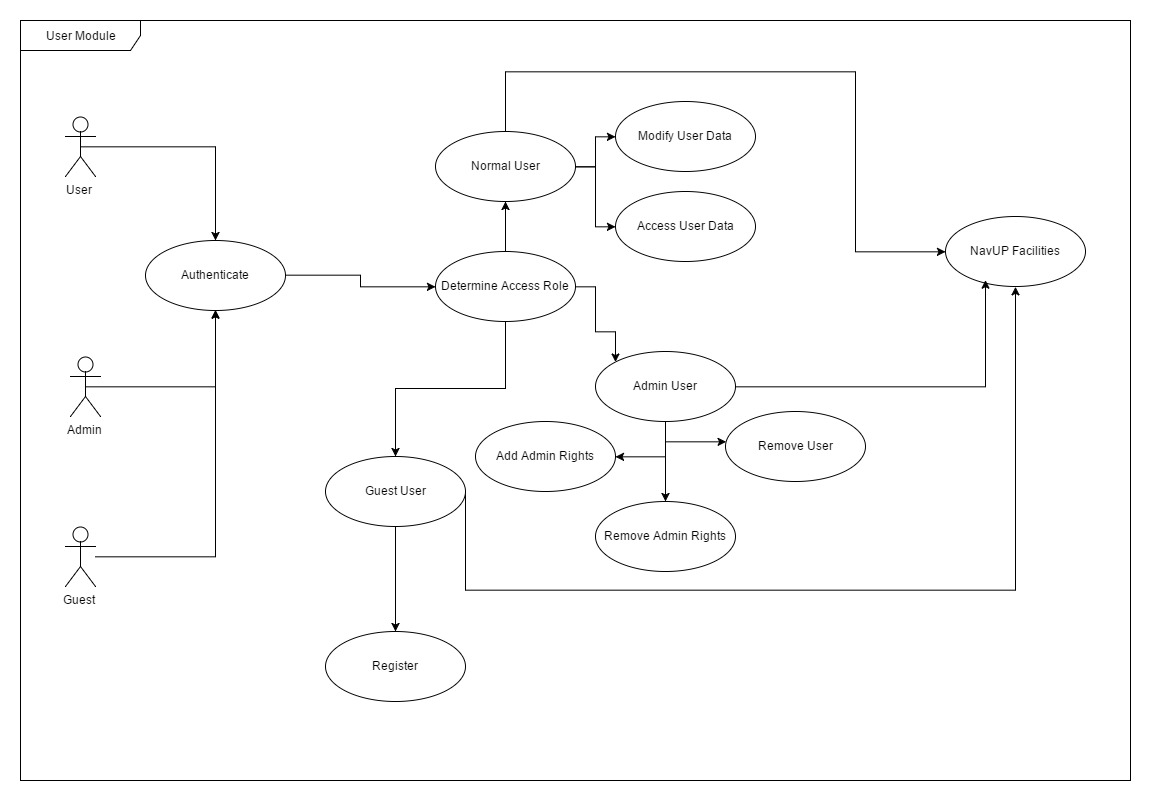 User Module
User
Normal User
Modify User Data
Access User Data
NavUP Facilities
Authenticate
Determine Access Role
Admin User
Admin
Add Admin Rights
Remove User
Guest User
Remove Admin Rights
Guest
Register